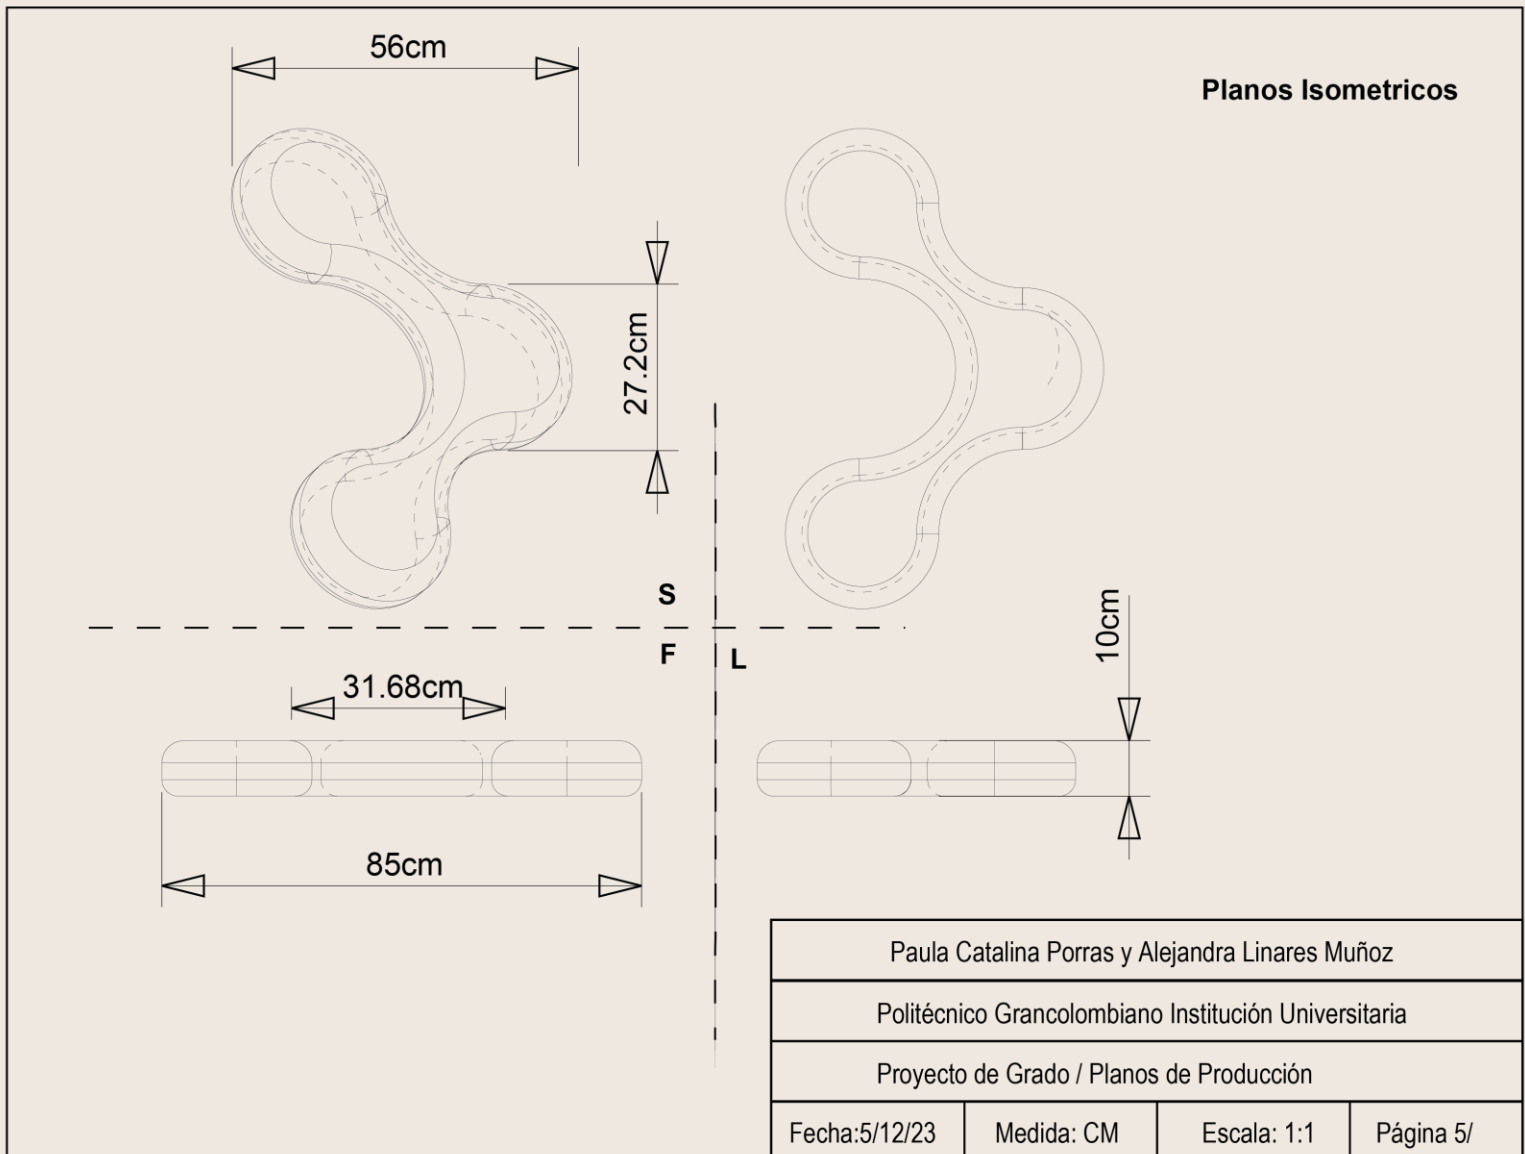 56cm
Planos Isometricos
27.2cm
S
F
L
10cm
31.68cm
85cm
Paula Catalina Porras y Alejandra Linares Muñoz
Politécnico Grancolombiano Institución Universitaria
Proyecto de Grado / Planos de Producción
Fecha:5/12/23
Medida: CM
Escala: 1:1
Página 5/